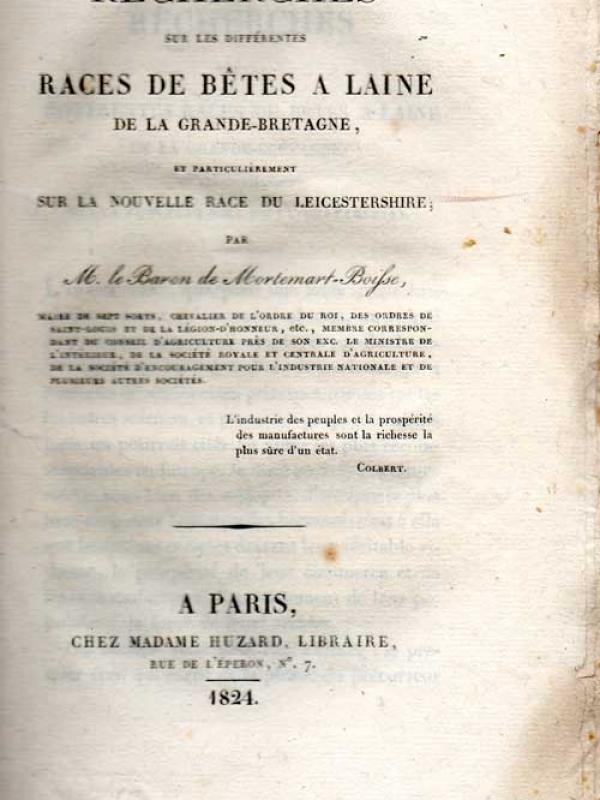 RECHERCHES
SUR LES DIFFÉRENTES
RACES DE BÊTES A LAINE
DE LA GRANDE-BRETAGNE,
ET PARTICULIÈREMENT
SUR LA NOUVELLE RACE DU LEICESTERSHIRE;
PAR
M. le Baron de Mortemart-Boisse,
MAIRE DE SEPT SORTS, CHEVALIER DE L'ORDRE DU ROI, DES ORDRES DE
SAINT-LOUIS ET DE LA LÉGION-D'HONNEUR, etc., MEMBRE CORRESPON-
DANT DU CONSEIL D'AGRICULTURE PRÈS DE SON EXC. LE MINISTRE DE
L'INTÉRIEUR, DE LA SOCIÉTÉ ROYALE ET CENTRALE D'AGRICULTURE,
DE LA SOCIÉTÉ D'ENCOURAGEMENT POUR L'INDUSTRIE NATIONALE ET DE
PLUSIEURS AUTRES SOCIÉTÉS.
L'industrie des peuples et la prospérité
des manufactures sont la richesse la
plus sûre d'un état.
COLBERT.
A PARIS,
CHEZ MADAME HUZARD, LIBRAIRE,
RUE DE L'ÉPERON, N°. 7.
1824.